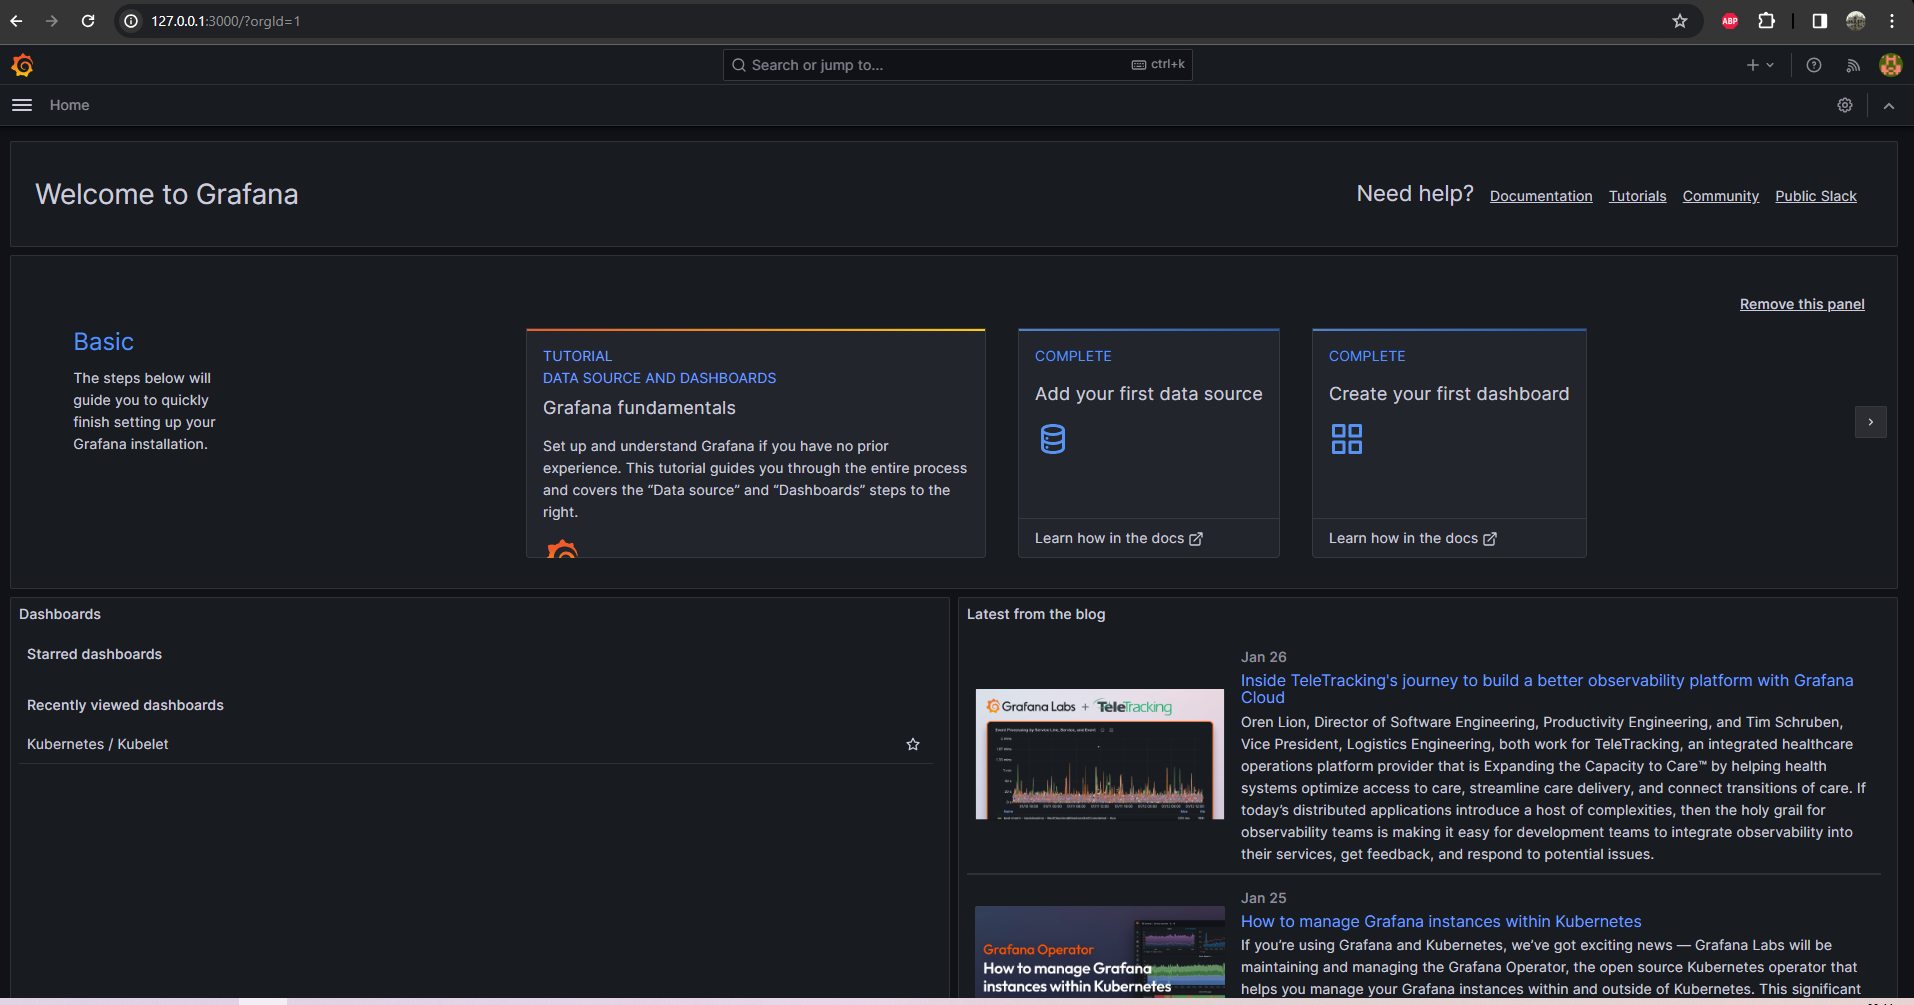 127.0.0.1:3000/?orgId=1
ABP
Search or jump to...
ctrl+k
Home
Welcome to Grafana
Need help?
Documentation
Tutorials
Community
Public Slack
Remove this panel
Basic
The steps below will
guide you to quickly
finish setting up your
Grafana installation.
TUTORIAL
DATA SOURCE AND DASHBOARDS
Grafana fundamentals
Set up and understand Grafana if you have no prior
experience. This tutorial guides you through the entire process
and covers the “Data source” and “Dashboards” steps to the
right.
COMPLETE
Add your first data source
Learn how in the docs
COMPLETE
Create your first dashboard
Learn how in the docs
Dashboards
Starred dashboards
Recently viewed dashboards
Kubernetes / Kubelet
Latest from the blog
Grafana Labs + TeleTracking
Event Processing by Service Line, Service, and Event
Jan 26
Inside TeleTracking's journey to build a better observability platform with Grafana
Cloud
Oren Lion, Director of Software Engineering, Productivity Engineering, and Tim Schruben,
Vice President, Logistics Engineering, both work for TeleTracking, an integrated healthcare
operations platform provider that is Expanding the Capacity to Care™ by helping health
systems optimize access to care, streamline care delivery, and connect transitions of care. If
today’s distributed applications introduce a host of complexities, then the holy grail for
observability teams is making it easy for development teams to integrate observability into
their services, get feedback, and respond to potential issues.
Grafana Operator
How to manage Grafana
instances within Kubernetes
Jan 25
How to manage Grafana instances within Kubernetes
If you’re using Grafana and Kubernetes, we’ve got exciting news — Grafana Labs will be
maintaining and managing the Grafana Operator, the open source Kubernetes operator that
helps you manage your Grafana instances within and outside of Kubernetes. This significant